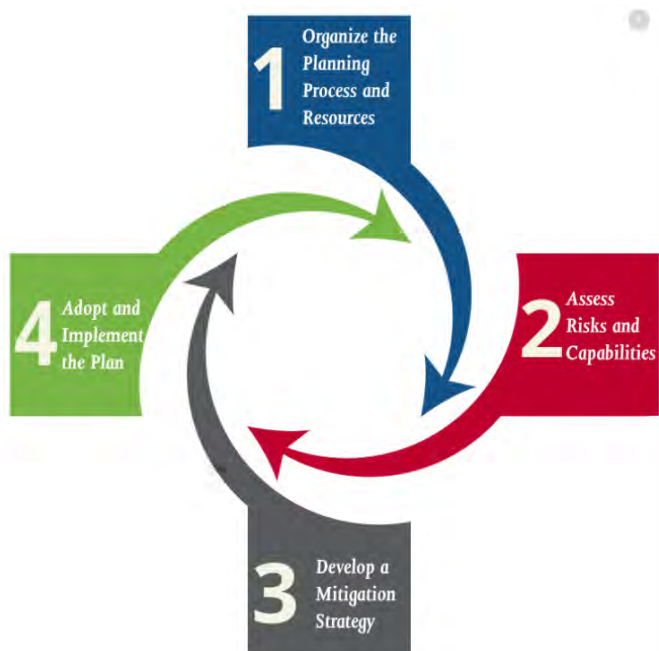 1
Organize the
Planning
Process and
Resources
2
Assess
Risks and
Capabilities
3
Develop a
Mitigation
Strategy
4
Adopt and
Implement
the Plan